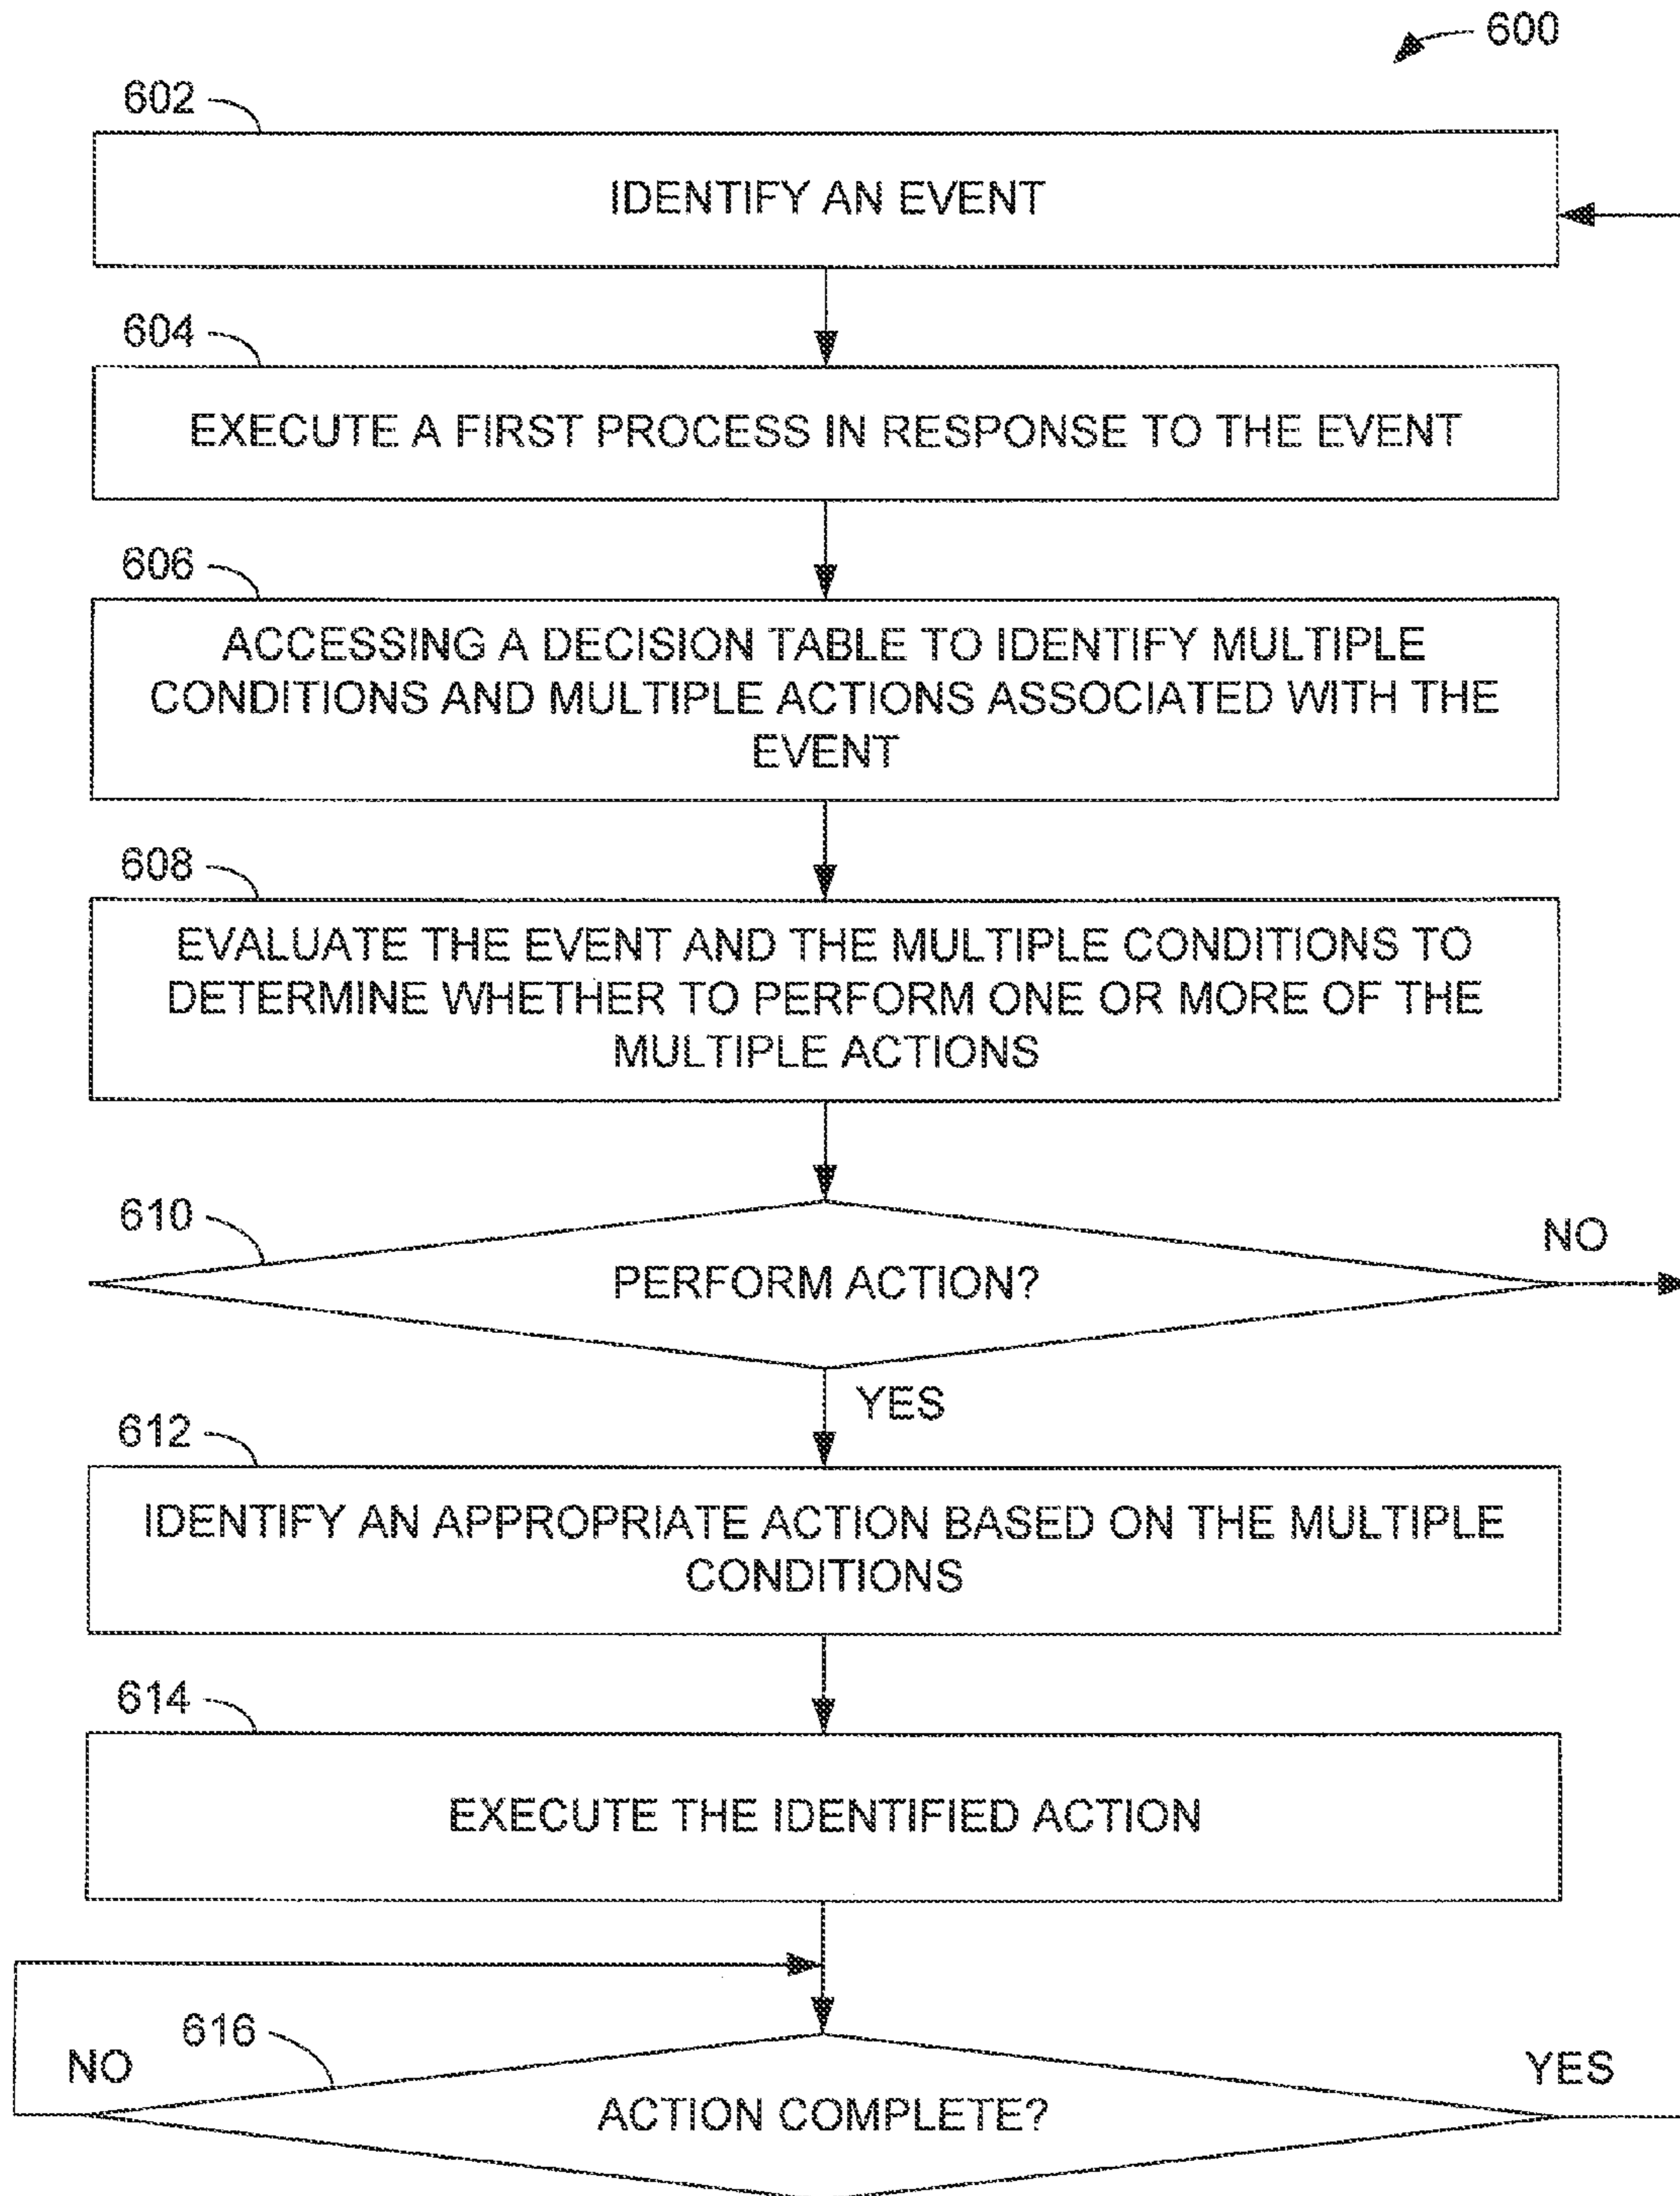 600
602
IDENTIFY AN EVENT
604
EXECUTE A FIRST PROCESS IN RESPONSE TO THE EVENT
606
ACCESSING A DECISION TABLE TO IDENTIFY MULTIPLE
CONDITIONS AND MULTIPLE ACTIONS ASSOCIATED WITH THE
EVENT
608
EVALUATE THE EVENT AND THE MULTIPLE CONDITIONS TO
DETERMINE WHETHER TO PERFORM ONE OR MORE OF THE
MULTIPLE ACTIONS
610
NO
PERFORM ACTION?
YES
612
IDENTIFY AN APPROPRIATE ACTION BASED ON THE MULTIPLE
CONDITIONS
614
EXECUTE THE IDENTIFIED ACTION
616
NO
YES
ACTION COMPLETE?